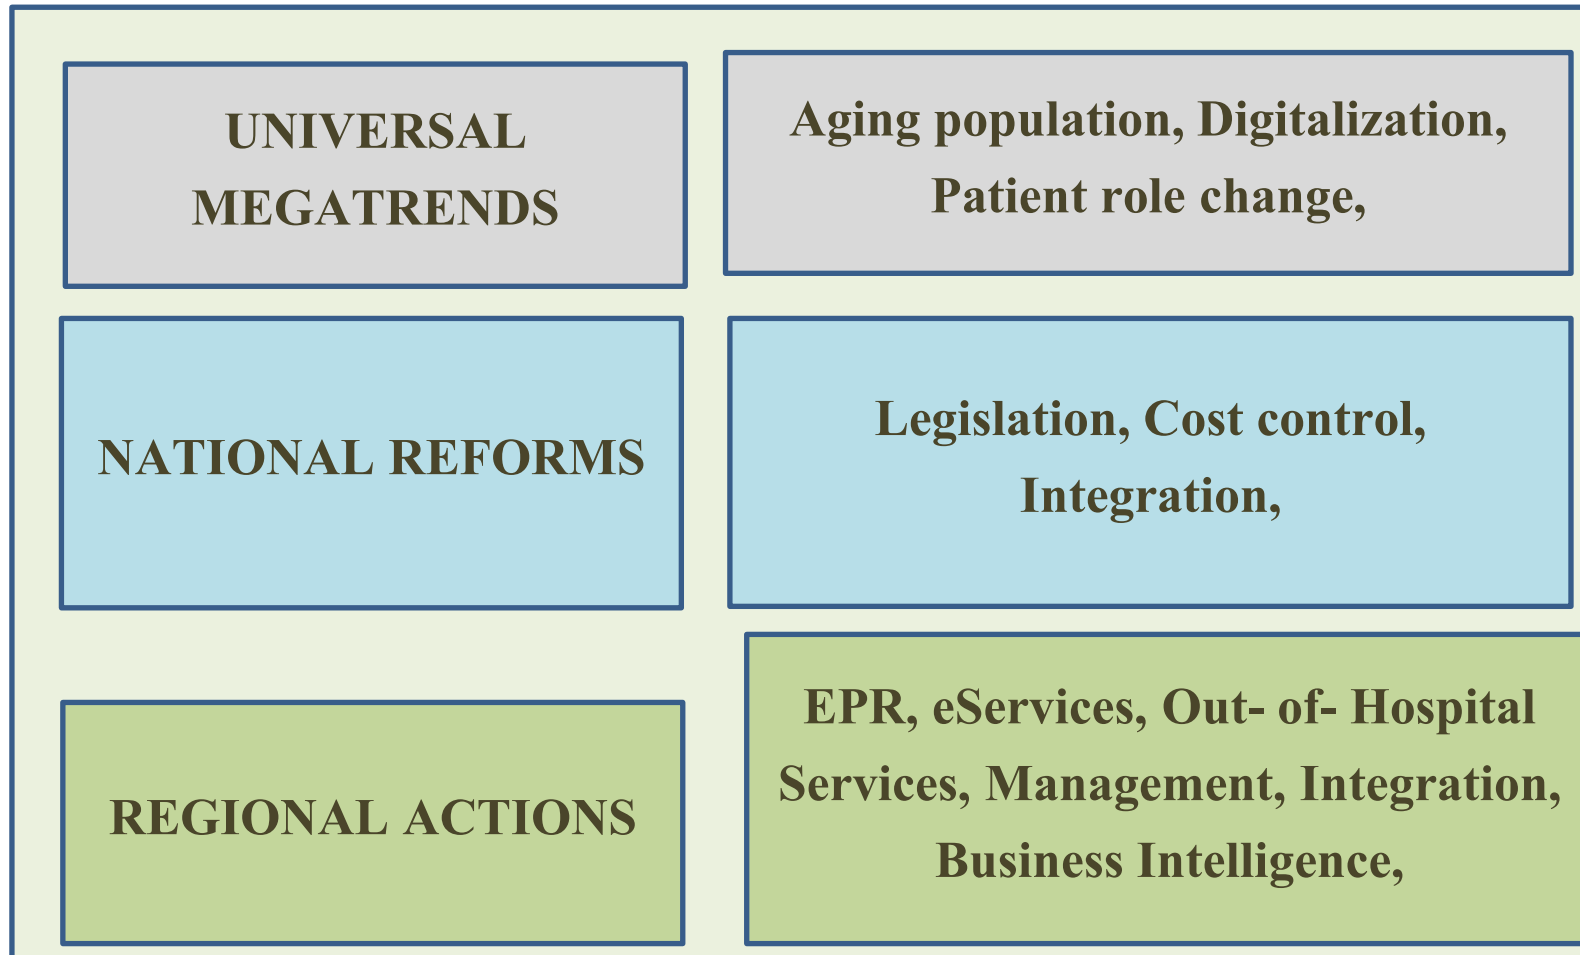 UNIVERSAL
MEGATRENDS
Aging population, Digitalization,
Patient role change,
NATIONAL REFORMS
Legislation, Cost control,
Integration,
REGIONAL ACTIONS
EPR, eServices, Out- of- Hospital
Services, Management, Integration,
Business Intelligence,